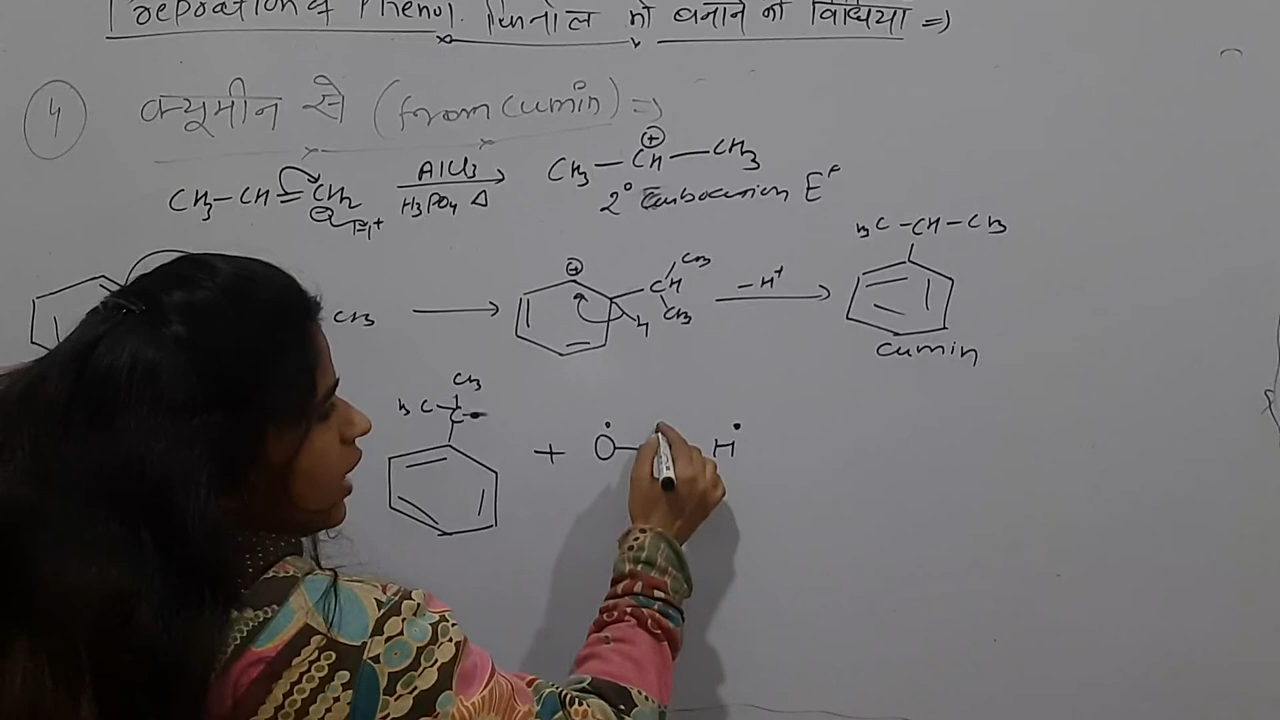 Preparation of Phenol. फिनोल को बनाने की विधियां =>
4 क्यूमीन से (from Cumin) =>
CH3-CH=CH2 AlCl3 H3PO4 Δ CH3-CH-CH3 ⊕
H+ 2° Carbocation E+
CH3 ⊕ CH CH3 CH3 H -H+ H3C-CH-CH3
cumin
CH3
H3C-C-
+ O- H